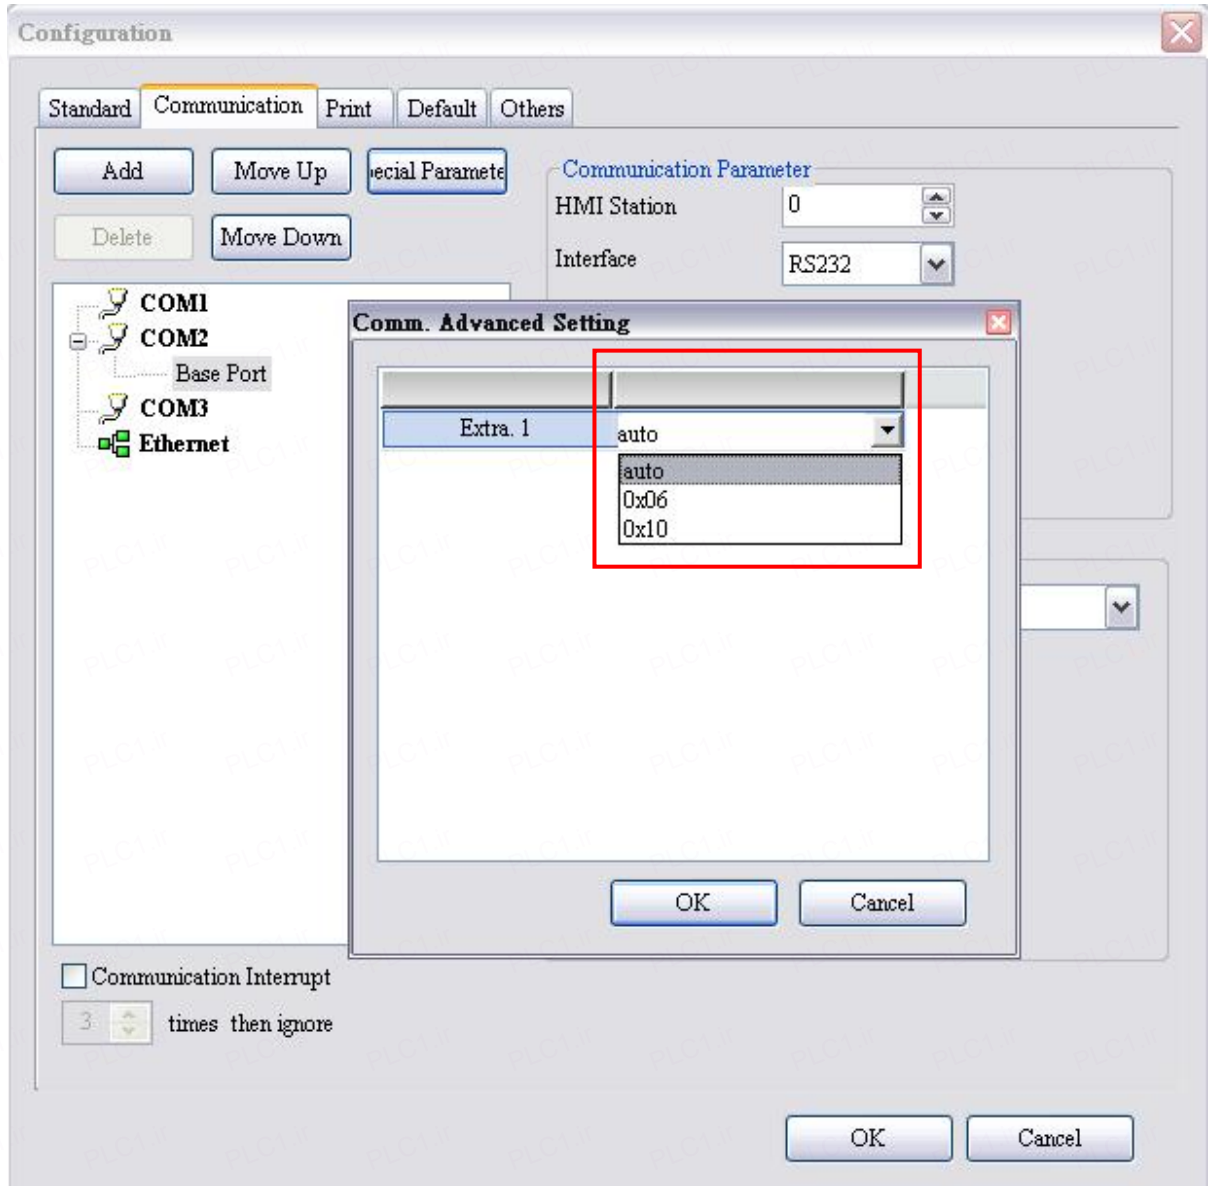 Configuration
Standard
Communication
Print
Default
Others
Add
Move Up
ecial Paramete
Delete
Move Down
Communication Parameter
HMI Station
0
Interface
RS232
COM1
COM2
Base Port
COM3
Ethernet
Comm. Advanced Setting
Extra. 1
auto
auto
0x06
0x10
OK
Cancel
Communication Interrupt
3
times then ignore
OK
Cancel